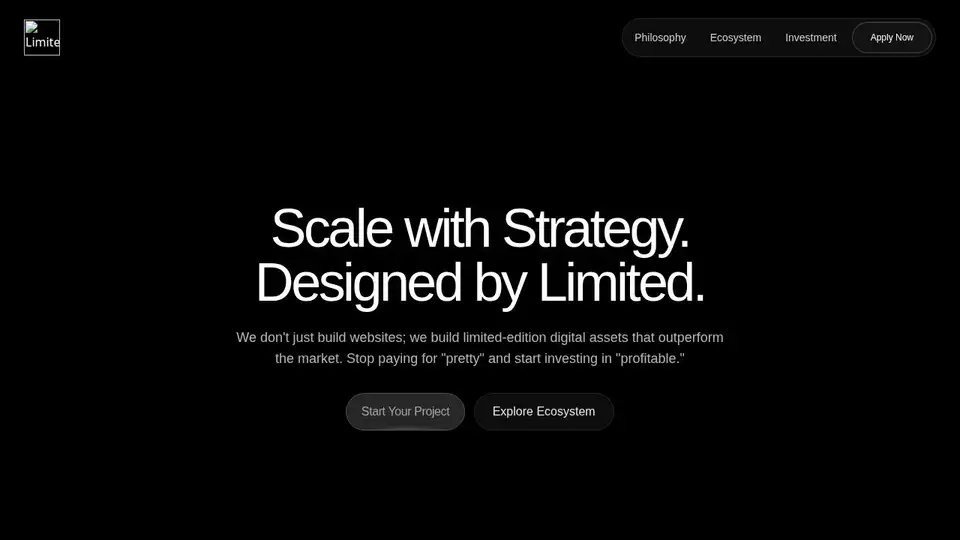 Limite
Philosophy
Ecosystem
Investment
Apply Now
Scale with Strategy.
Designed by Limited.
We don't just build websites; we build limited-edition digital assets that outperform
the market. Stop paying for "pretty" and start investing in "profitable."
Start Your Project
Explore Ecosystem